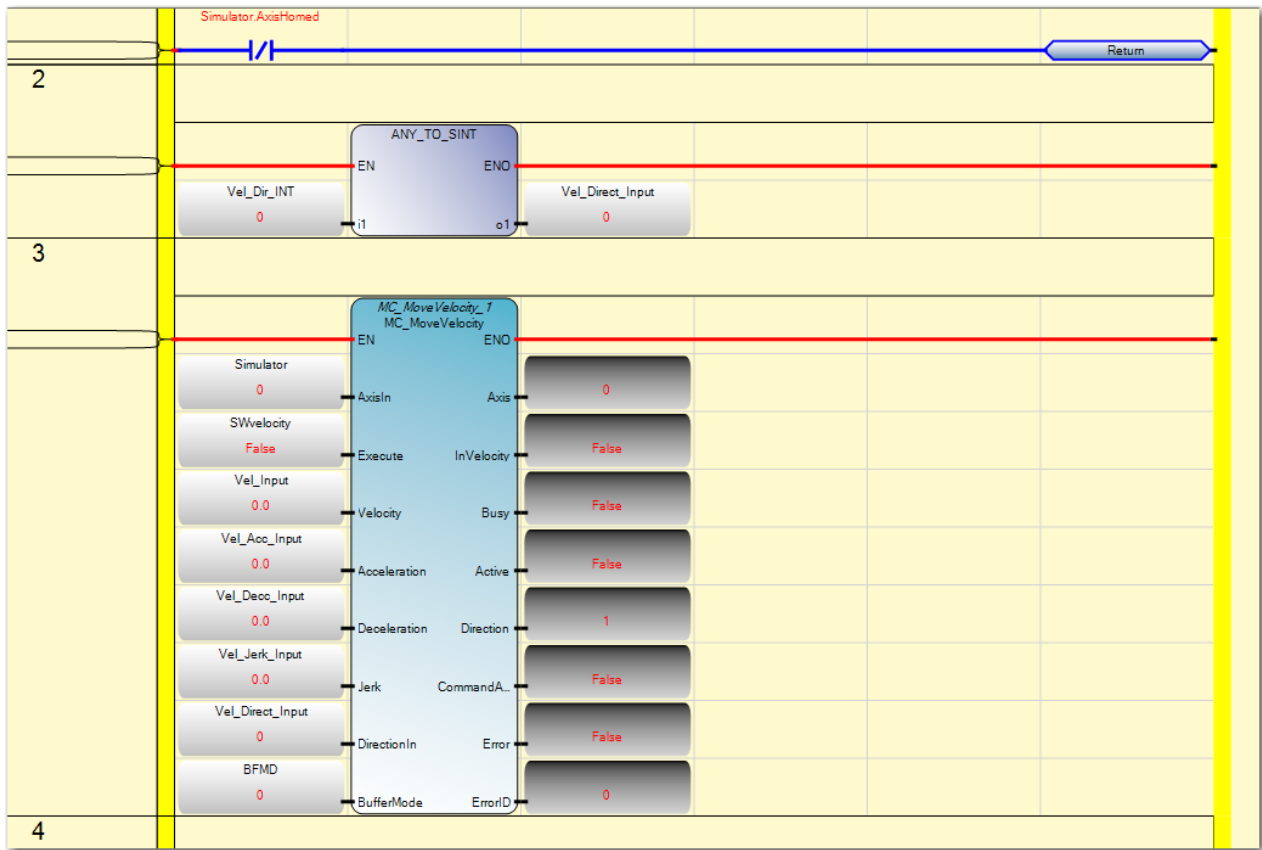 Simulator.AxisHomed
Return
2
ANY_TO_SINT
EN ENO
Vel_Dir_INT Vel_Direct_Input
0 0
i1 o1
3
MC_MoveVelocity_1
MC_MoveVelocity
EN ENO
Simulator
0 0
AxisIn Axis
SWvelocity
False False
Execute InVelocity
Vel_Input
0.0 False
Velocity Busy
Vel_Acc_Input
0.0 False
Acceleration Active
Vel_Decc_Input
0.0 1
Deceleration Direction
Vel_Jerk_Input
0.0 False
Jerk CommandA...
Vel_Direct_Input
0 False
DirectionIn Error
BFMD
0 0
BufferMode ErrorID
4